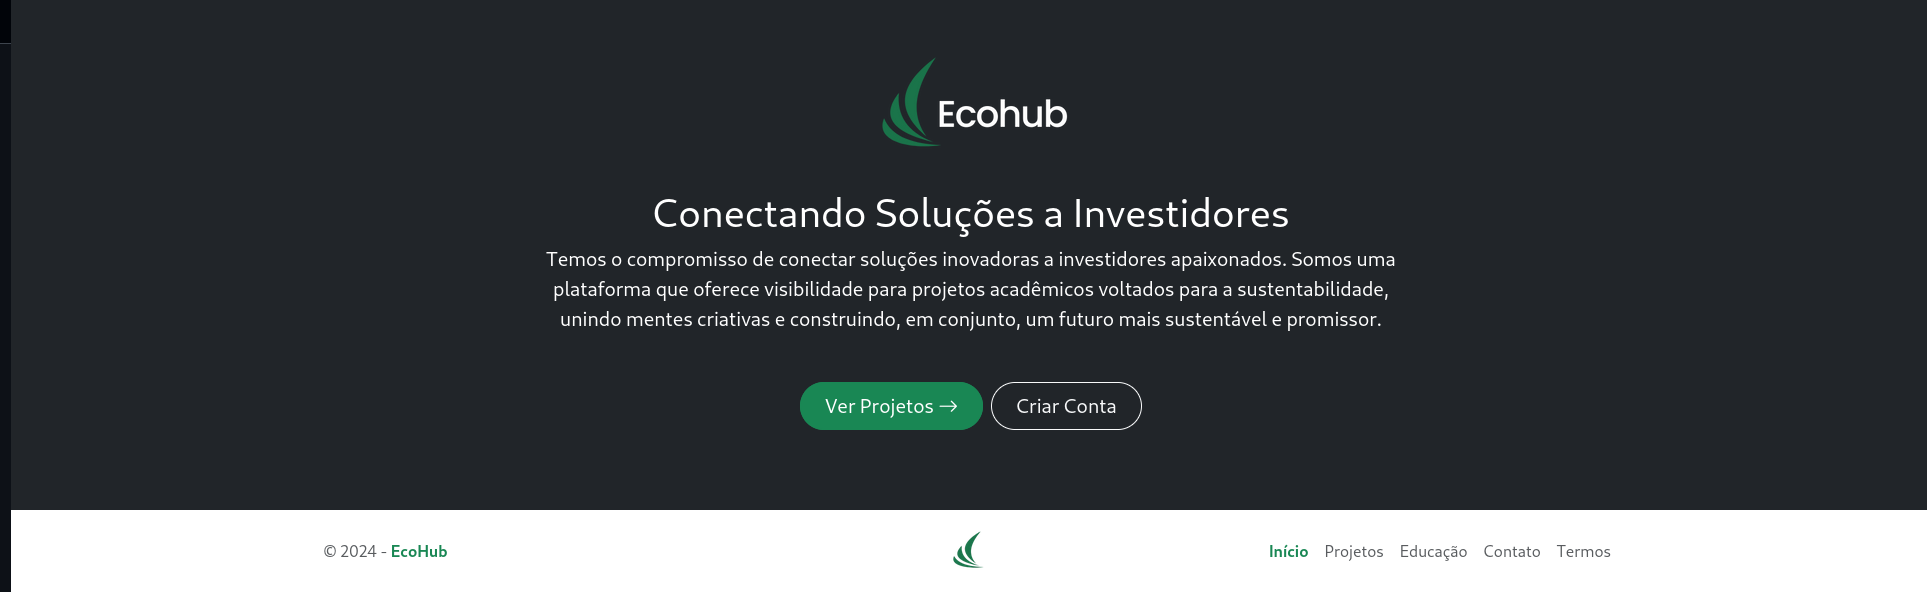 Ecohub
Conectando Soluções a Investidores
Temos o compromisso de conectar soluções inovadoras a investidores apaixonados. Somos uma
plataforma que oferece visibilidade para projetos acadêmicos voltados para a sustentabilidade,
unindo mentes criativas e construindo, em conjunto, um futuro mais sustentável e promissor.
Ver Projetos → Criar Conta
© 2024 - EcoHub Início Projetos Educação Contato Termos